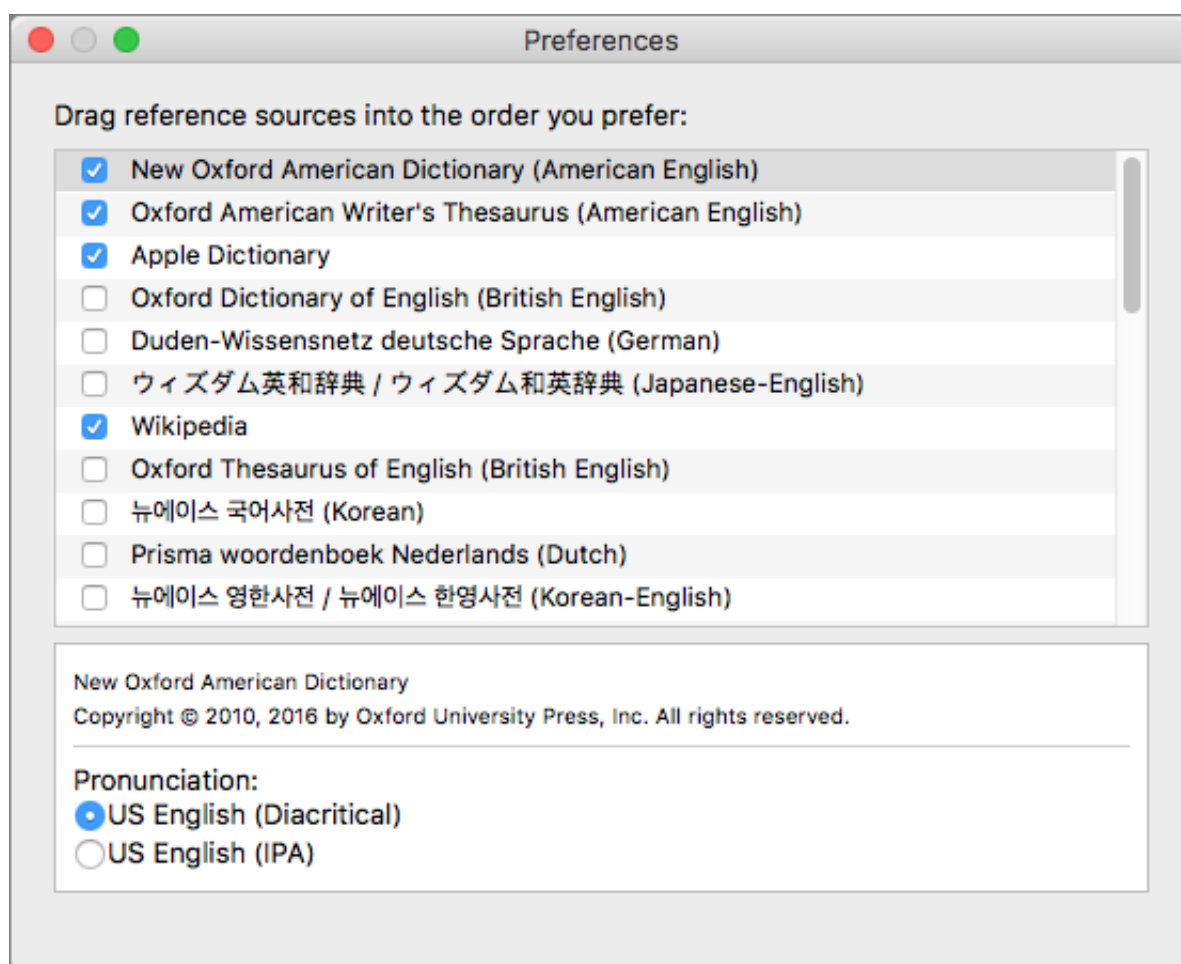 Preferences
Drag reference sources into the order you prefer:
New Oxford American Dictionary (American English)
Oxford American Writer's Thesaurus (American English)
Apple Dictionary
Oxford Dictionary of English (British English)
Duden-Wissensnetz deutsche Sprache (German)
ウィズダム英和辞典 / ウィズダム和英辞典 (Japanese-English)
Wikipedia
Oxford Thesaurus of English (British English)
뉴에이스 국어사전 (Korean)
Prisma woordenboek Nederlands (Dutch)
뉴에이스 영한사전 / 뉴에이스 한영사전 (Korean-English)
New Oxford American Dictionary
Copyright © 2010, 2016 by Oxford University Press, Inc. All rights reserved.
Pronunciation:
US English (Diacritical)
US English (IPA)